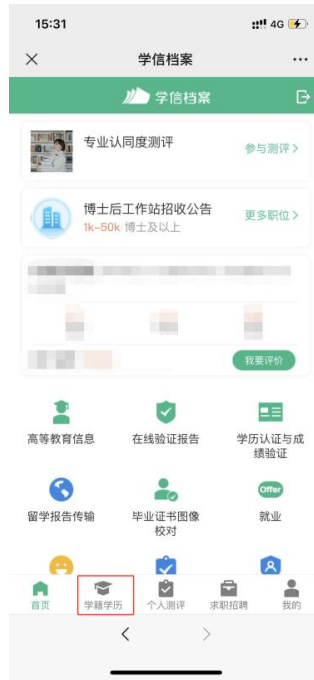 15:31
4G
学信档案
学信档案
专业认同度测评
参与测评 >
博士后工作站招收公告
1k–50k 博士及以上
更多职位 >
我要评价
高等教育信息
在线验证报告
学历认证与成
绩验证
留学报告传输
毕业证书图像
校对
Offer
就业
首页
学籍学历
个人测评
求职招聘
我的